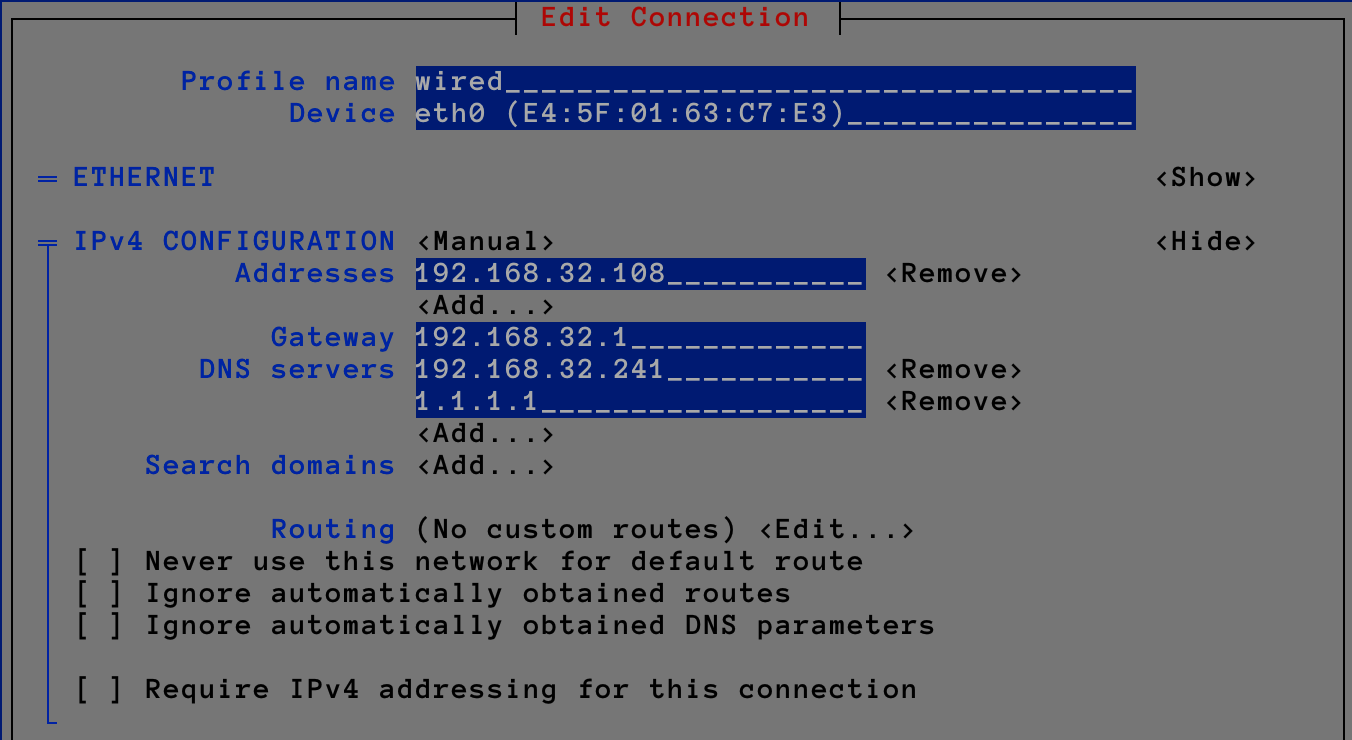 Edit Connection
Profile name wired___________________________________
Device eth0 (E4:5F:01:63:C7:E3)________________
═ ETHERNET <Show>
╤ IPv4 CONFIGURATION <Manual> <Hide>
Addresses 192.168.32.108___________ <Remove>
<Add...>
Gateway 192.168.32.1_____________
DNS servers 192.168.32.241___________ <Remove>
1.1.1.1__________________ <Remove>
<Add...>
Search domains <Add...>
Routing (No custom routes) <Edit...>
[ ] Never use this network for default route
[ ] Ignore automatically obtained routes
[ ] Ignore automatically obtained DNS parameters
[ ] Require IPv4 addressing for this connection